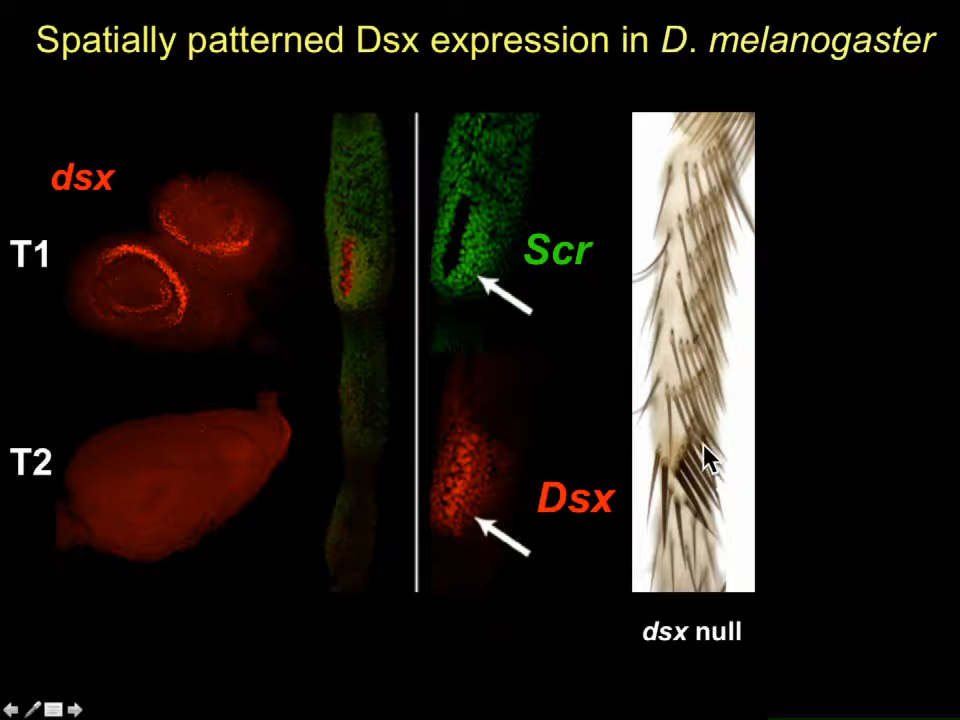 Spatially patterned Dsx expression in D. melanogaster
dsx
T1
Scr
T2
Dsx
dsx null